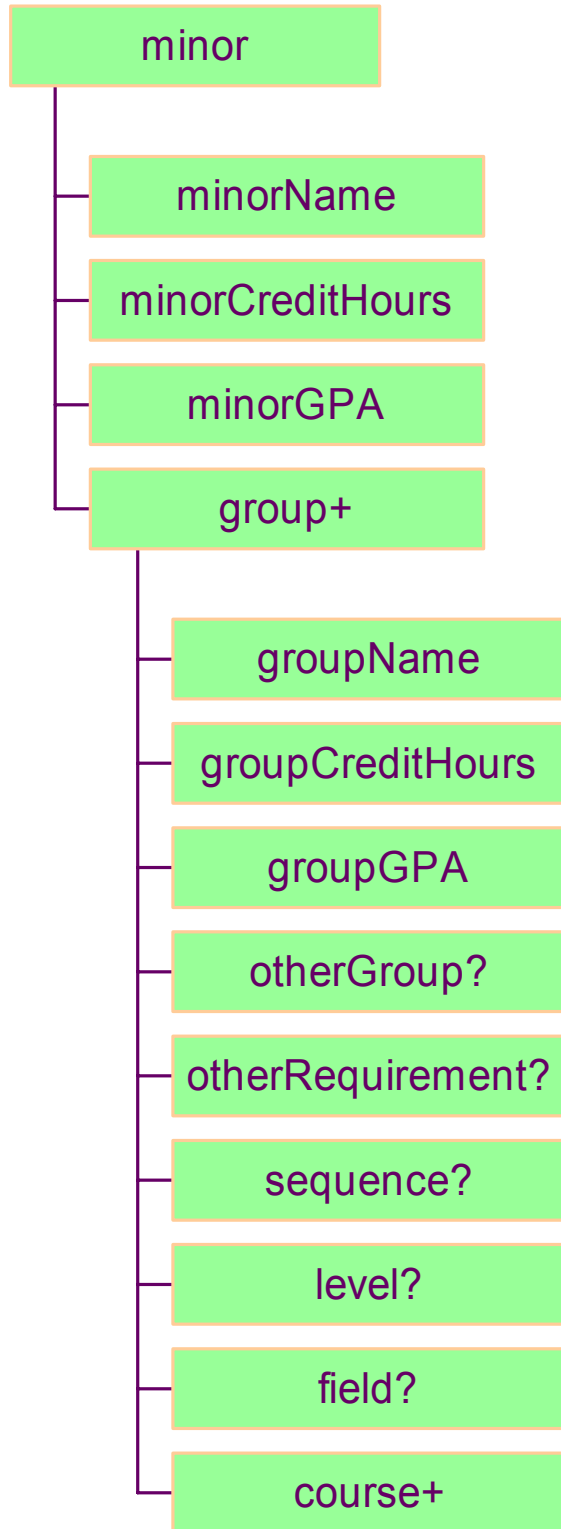 minor
minorName
minorCreditHours
minorGPA
group+
groupName
groupCreditHours
groupGPA
otherGroup?
otherRequirement?
sequence?
level?
field?
course+